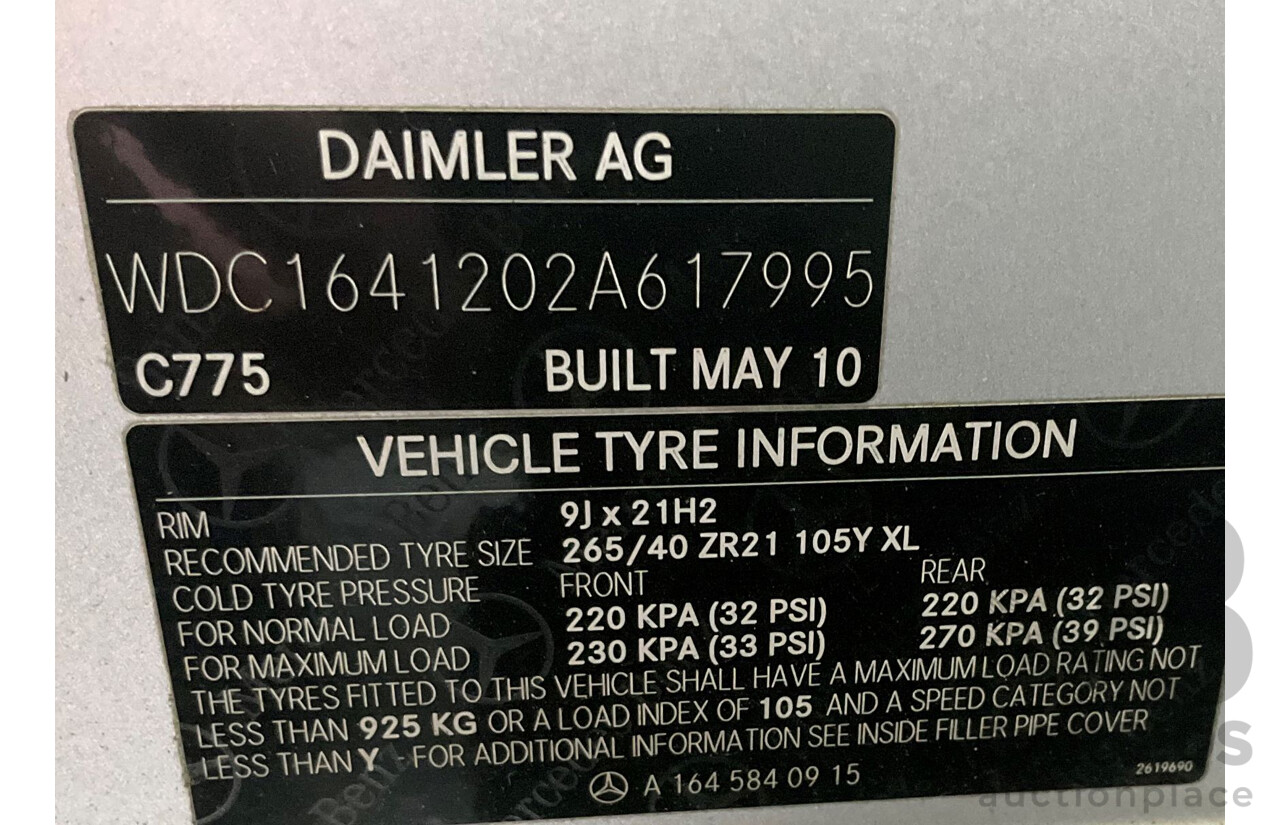 DAIMLER AG
WDC1641202A617995
C775 BUILT MAY 10
VEHICLE TYRE INFORMATION
RIM 9J x 21H2
RECOMMENDED TYRE SIZE 265/40 ZR21 105Y XL
COLD TYRE PRESSURE FRONT REAR
FOR NORMAL LOAD 220 KPA (32 PSI) 220 KPA (32 PSI)
FOR MAXIMUM LOAD 230 KPA (33 PSI) 270 KPA (39 PSI)
THE TYRES FITTED TO THIS VEHICLE SHALL HAVE A MAXIMUM LOAD RATING NOT
LESS THAN 925 KG OR A LOAD INDEX OF 105 AND A SPEED CATEGORY NOT
LESS THAN Y - FOR ADDITIONAL INFORMATION SEE INSIDE FILLER PIPE COVER
A 164 584 09 15
2619690
auctionplace